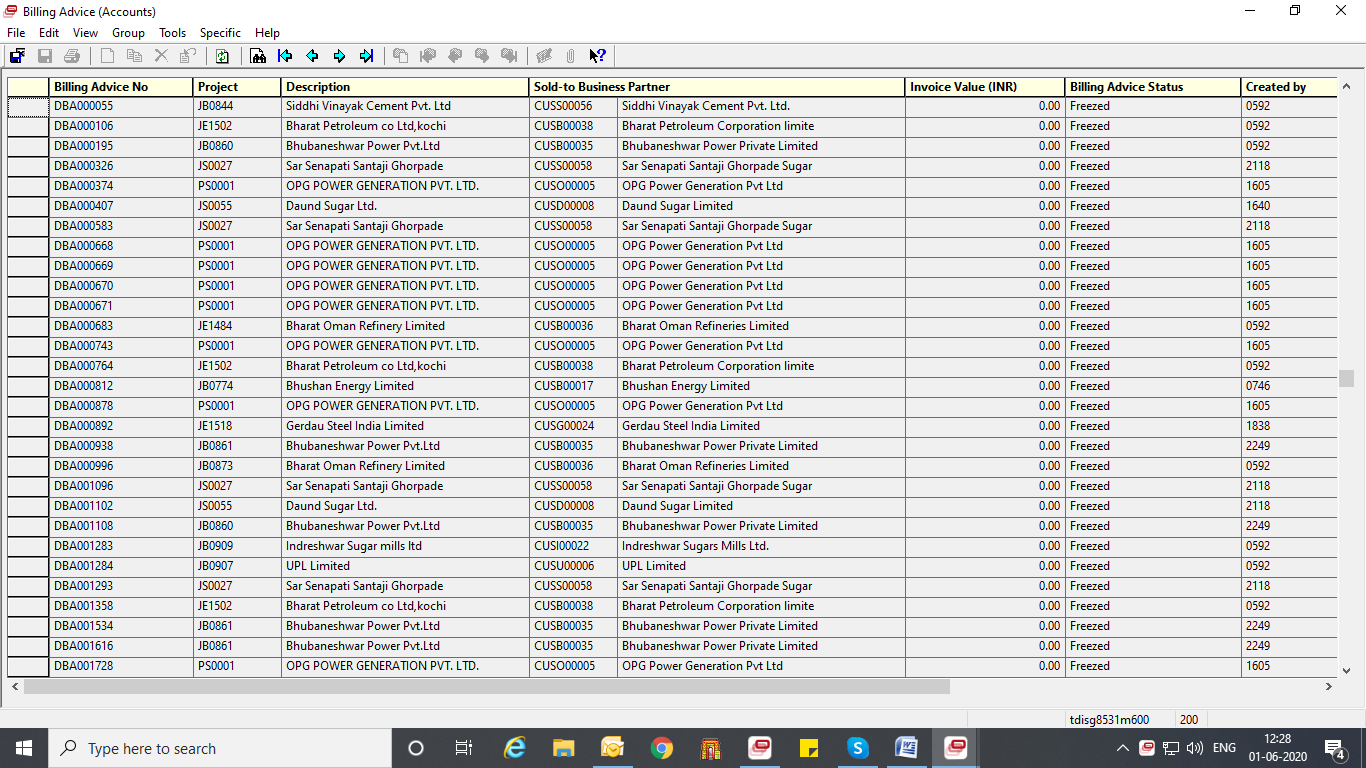 Billing Advice (Accounts)
File Edit View Group Tools Specific Help
Billing Advice No Project Description Sold-to Business Partner Invoice Value (INR) Billing Advice Status Created by
DBA000055 JB0844 Siddhi Vinayak Cement Pvt. Ltd CUSS00056 Siddhi Vinayak Cement Pvt. Ltd. 0.00 Freezed 0592
DBA000106 JE1502 Bharat Petroleum co Ltd,kochi CUSB00038 Bharat Petroleum Corporation limite 0.00 Freezed 0592
DBA000195 JB0860 Bhubaneshwar Power Pvt.Ltd CUSB00035 Bhubaneshwar Power Private Limited 0.00 Freezed 0592
DBA000326 JS0027 Sar Senapati Santaji Ghorpade CUSS00058 Sar Senapati Santaji Ghorpade Sugar 0.00 Freezed 2118
DBA000374 PS0001 OPG POWER GENERATION PVT. LTD. CUSO00005 OPG Power Generation Pvt Ltd 0.00 Freezed 1605
DBA000407 JS0055 Daund Sugar Ltd. CUSD00008 Daund Sugar Limited 0.00 Freezed 1640
DBA000583 JS0027 Sar Senapati Santaji Ghorpade CUSS00058 Sar Senapati Santaji Ghorpade Sugar 0.00 Freezed 2118
DBA000668 PS0001 OPG POWER GENERATION PVT. LTD. CUSO00005 OPG Power Generation Pvt Ltd 0.00 Freezed 1605
DBA000669 PS0001 OPG POWER GENERATION PVT. LTD. CUSO00005 OPG Power Generation Pvt Ltd 0.00 Freezed 1605
DBA000670 PS0001 OPG POWER GENERATION PVT. LTD. CUSO00005 OPG Power Generation Pvt Ltd 0.00 Freezed 1605
DBA000671 PS0001 OPG POWER GENERATION PVT. LTD. CUSO00005 OPG Power Generation Pvt Ltd 0.00 Freezed 1605
DBA000683 JE1484 Bharat Oman Refinery Limited CUSB00036 Bharat Oman Refineries Limited 0.00 Freezed 0592
DBA000743 PS0001 OPG POWER GENERATION PVT. LTD. CUSO00005 OPG Power Generation Pvt Ltd 0.00 Freezed 1605
DBA000764 JE1502 Bharat Petroleum co Ltd,kochi CUSB00038 Bharat Petroleum Corporation limite 0.00 Freezed 0592
DBA000812 JB0774 Bhushan Energy Limited CUSB00017 Bhushan Energy Limited 0.00 Freezed 0746
DBA000878 PS0001 OPG POWER GENERATION PVT. LTD. CUSO00005 OPG Power Generation Pvt Ltd 0.00 Freezed 1605
DBA000892 JE1518 Gerdau Steel India Limited CUSG00024 Gerdau Steel India Limited 0.00 Freezed 1838
DBA000938 JB0861 Bhubaneshwar Power Pvt.Ltd CUSB00035 Bhubaneshwar Power Private Limited 0.00 Freezed 2249
DBA000996 JB0873 Bharat Oman Refinery Limited CUSB00036 Bharat Oman Refineries Limited 0.00 Freezed 0592
DBA001096 JS0027 Sar Senapati Santaji Ghorpade CUSS00058 Sar Senapati Santaji Ghorpade Sugar 0.00 Freezed 2118
DBA001102 JS0055 Daund Sugar Ltd. CUSD00008 Daund Sugar Limited 0.00 Freezed 2118
DBA001108 JB0860 Bhubaneshwar Power Pvt.Ltd CUSB00035 Bhubaneshwar Power Private Limited 0.00 Freezed 2249
DBA001283 JB0909 Indreshwar Sugar mills ltd CUSI00022 Indreshwar Sugars Mills Ltd. 0.00 Freezed 0592
DBA001284 JB0907 UPL Limited CUSU00006 UPL Limited 0.00 Freezed 0592
DBA001293 JS0027 Sar Senapati Santaji Ghorpade CUSS00058 Sar Senapati Santaji Ghorpade Sugar 0.00 Freezed 2118
DBA001358 JE1502 Bharat Petroleum co Ltd,kochi CUSB00038 Bharat Petroleum Corporation limite 0.00 Freezed 0592
DBA001534 JB0861 Bhubaneshwar Power Pvt.Ltd CUSB00035 Bhubaneshwar Power Private Limited 0.00 Freezed 2249
DBA001616 JB0861 Bhubaneshwar Power Pvt.Ltd CUSB00035 Bhubaneshwar Power Private Limited 0.00 Freezed 2249
DBA001728 PS0001 OPG POWER GENERATION PVT. LTD. CUSO00005 OPG Power Generation Pvt Ltd 0.00 Freezed 1605
tdisg8531m600 200
Type here to search
ENG
12:28
01-06-2020
4